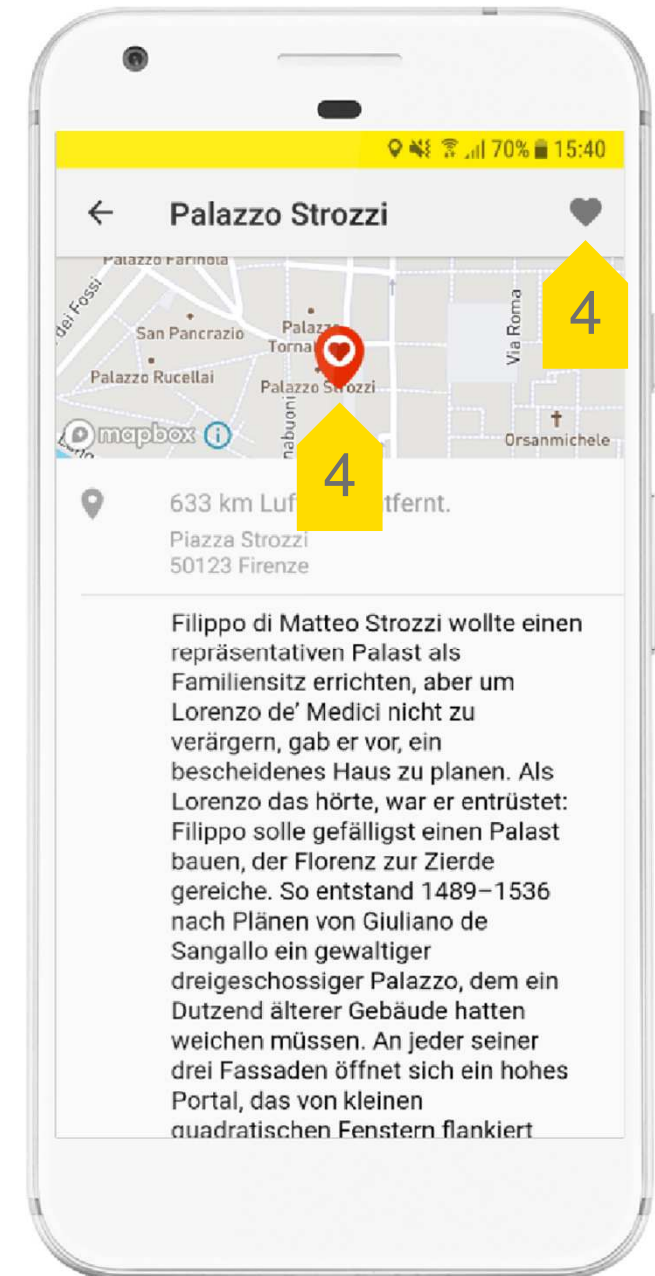 70% 15:40
Palazzo Strozzi
4
Palazzo Farinola
dei Fossi
San Pancrazio
Palazzo
Via Roma
Palazzo Rucellai
Palazzo Strozzi
mapbox
Orsanmichele
4
633 km
Piazza Strozzi
50123 Firenze
Filippo di Matteo Strozzi wollte einen
repräsentativen Palast als
Familiensitz errichten, aber um
Lorenzo de’ Medici nicht zu
verärgern, gab er vor, ein
bescheidenes Haus zu planen. Als
Lorenzo das hörte, war er entrüstet:
Filippo solle gefälligst einen Palast
bauen, der Florenz zur Zierde
gereiche. So entstand 1489–1536
nach Plänen von Giuliano de
Sangallo ein gewaltiger
dreigeschossiger Palazzo, dem ein
Dutzend älterer Gebäude hatten
weichen müssen. An jeder seiner
drei Fassaden öffnet sich ein hohes
Portal, das von kleinen
quadratischen Fenstern flankiert